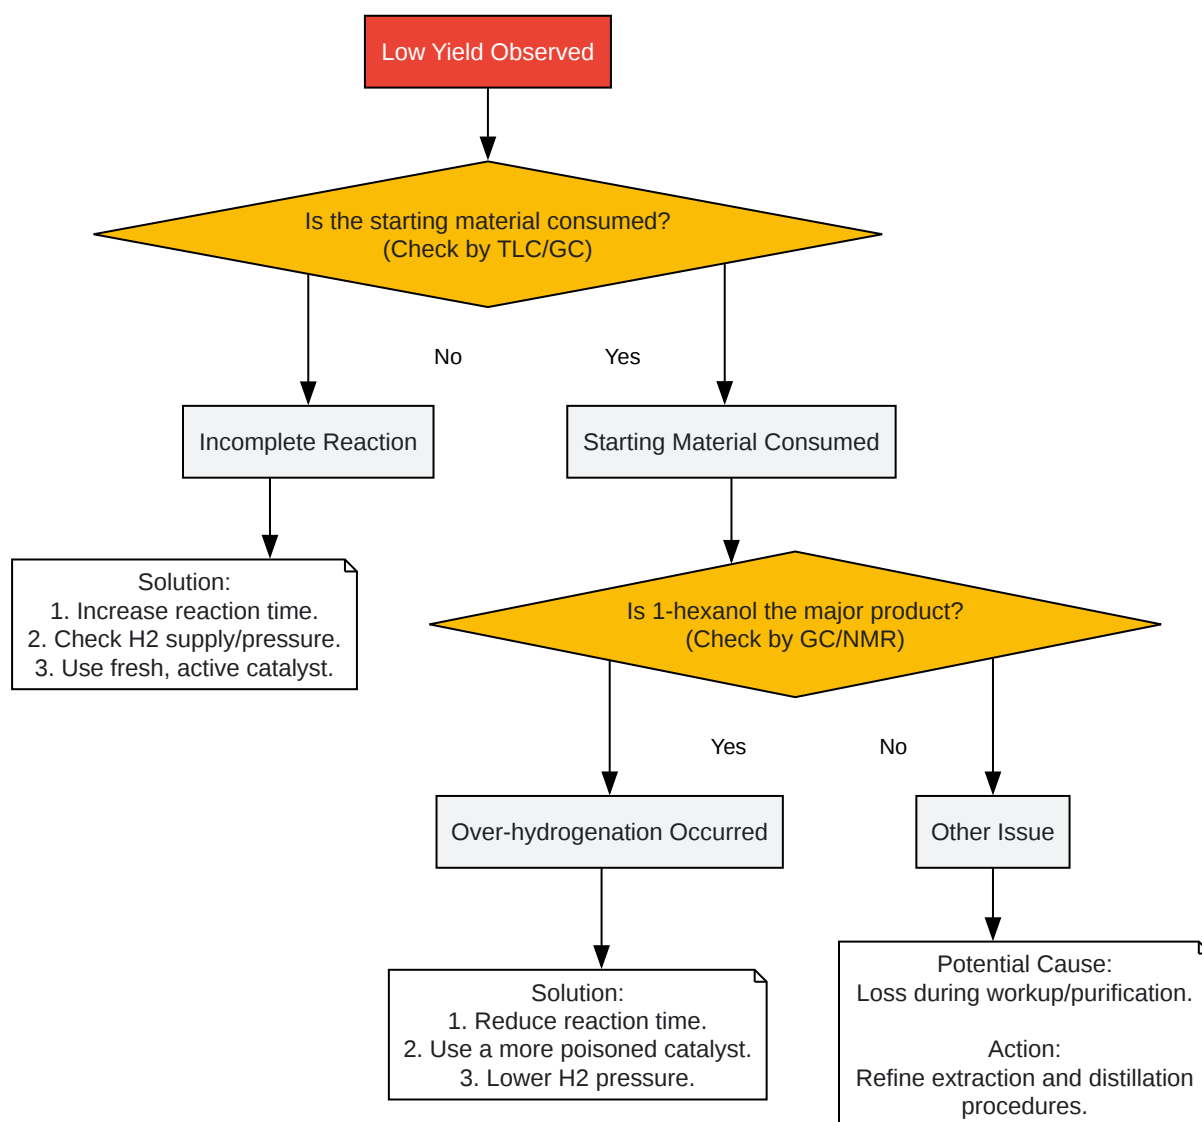 Low Yield Observed
Is the starting material consumed?
(Check by TLC/GC)
No
Yes
Incomplete Reaction
Starting Material Consumed
Solution:
1. Increase reaction time.
2. Check H2 supply/pressure.
3. Use fresh, active catalyst.
Is 1-hexanol the major product?
(Check by GC/NMR)
Yes
No
Over-hydrogenation Occurred
Other Issue
Solution:
1. Reduce reaction time.
2. Use a more poisoned catalyst.
3. Lower H2 pressure.
Potential Cause:
Loss during workup/purification.
Action:
Refine extraction and distillation
procedures.